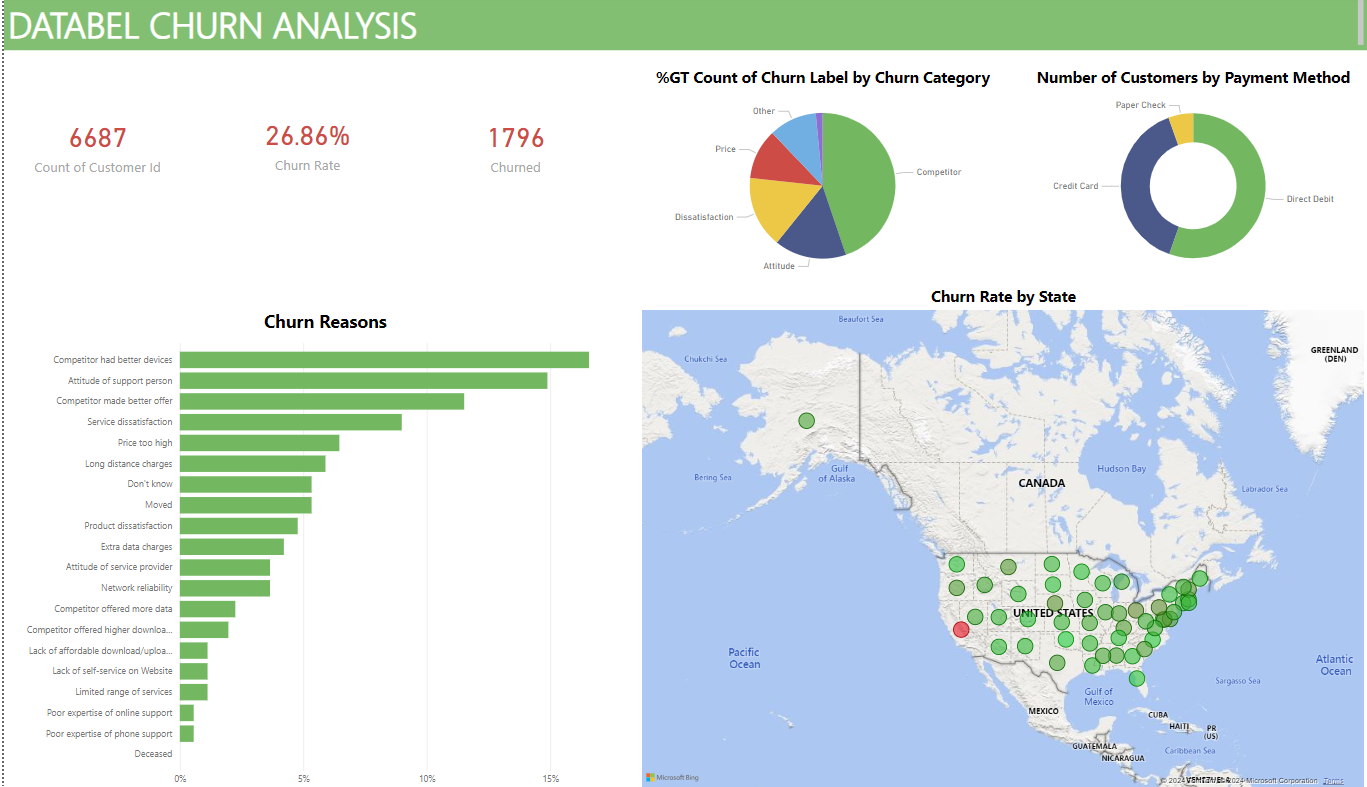 DATABEL CHURN ANALYSIS
6687
Count of Customer Id
26.86%
Churn Rate
1796
Churned
%GT Count of Churn Label by Churn Category
Other
Price
Dissatisfaction
Attitude
Competitor
Number of Customers by Payment Method
Paper Check
Credit Card
Direct Debit
Churn Reasons
Competitor had better devices
Attitude of support person
Competitor made better offer
Service dissatisfaction
Price too high
Long distance charges
Don't know
Moved
Product dissatisfaction
Extra data charges
Attitude of service provider
Network reliability
Competitor offered more data
Competitor offered higher downloa...
Lack of affordable download/uploa...
Lack of self-service on Website
Limited range of services
Poor expertise of online support
Poor expertise of phone support
Deceased
0%
5%
10%
15%
Churn Rate by State
Beaufort Sea
Chukchi Sea
GREENLAND
(DEN)
Gulf
of Alaska
Bering Sea
Hudson Bay
CANADA
Labrador Sea
UNITED STATES
Pacific
Ocean
Atlantic
Ocean
Sargasso Sea
Gulf of
Mexico
MEXICO
CUBA
HAITI
PR
(US)
Caribbean Sea
GUATEMALA
NICARAGUA
VENEZUELA
Microsoft Bing
© 2024 Microsoft Corporation
Terms